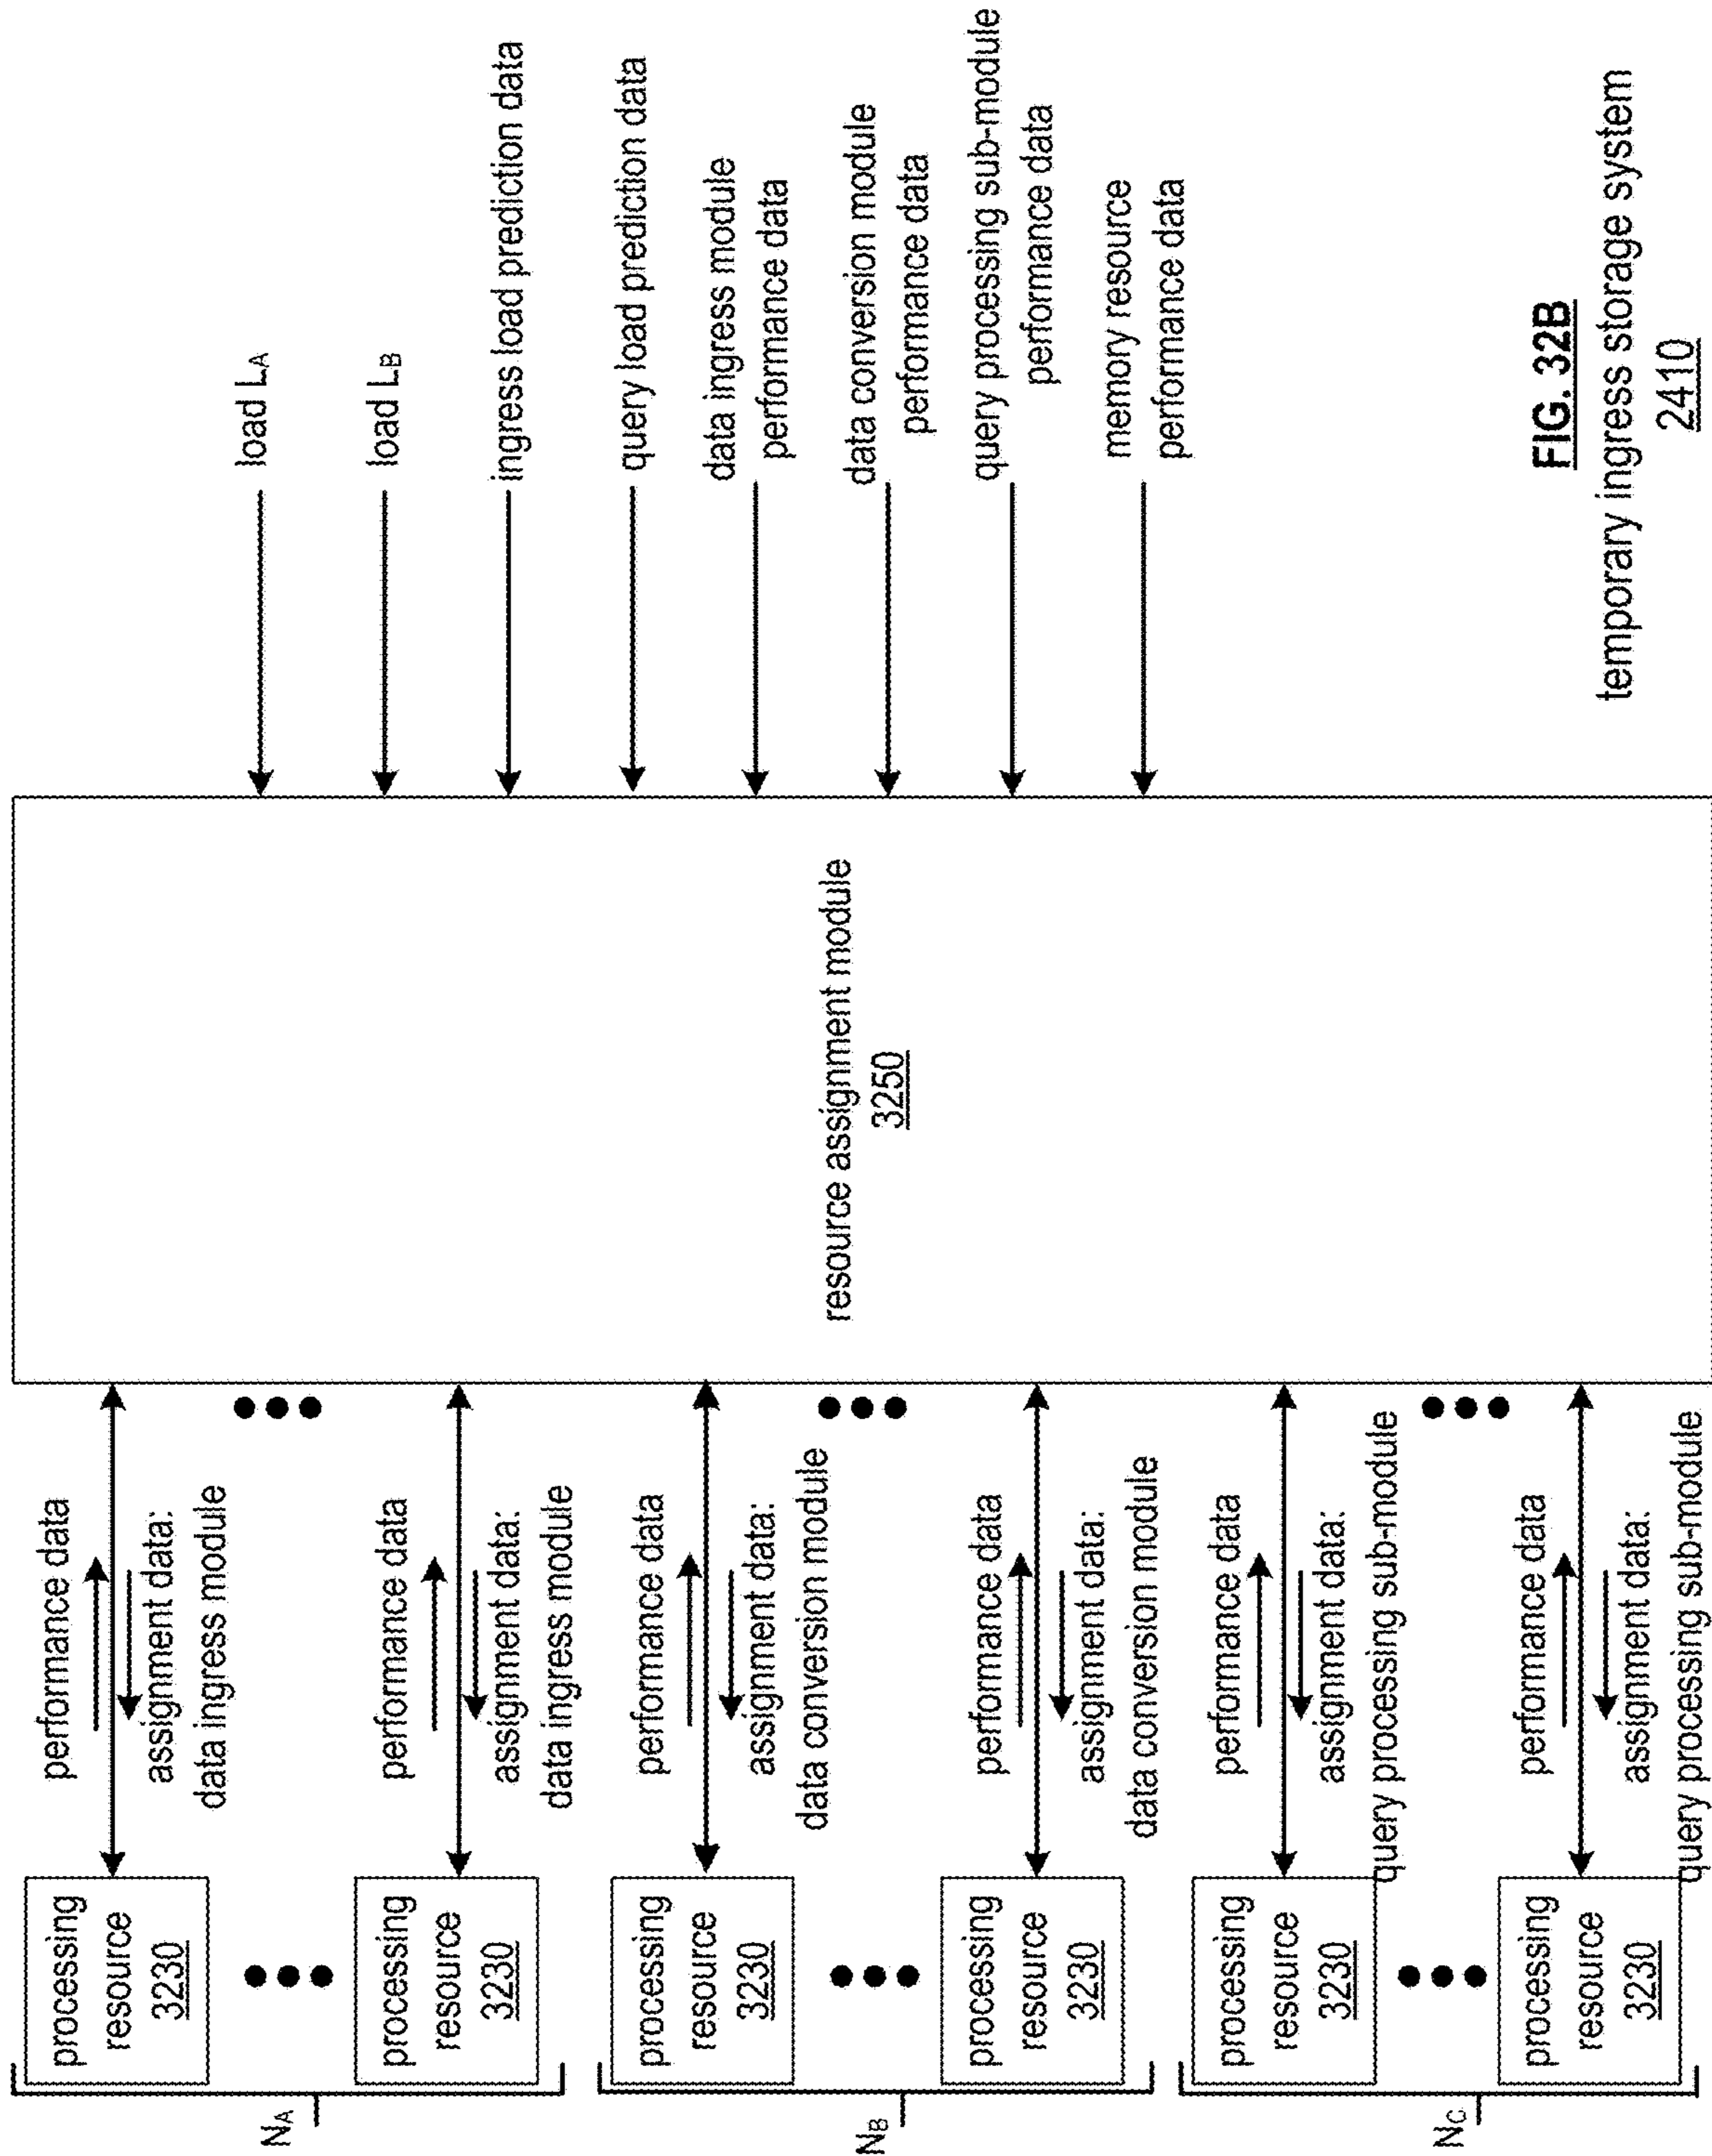 load LA
load LB
ingress load prediction data
query load prediction data
data ingress module
performance data
data conversion module
performance data
query processing sub-module
performance data
memory resource
performance data
resource assignment module
3250
performance data
assignment data:
data ingress module
performance data
assignment data:
data ingress module
performance data
assignment data:
data conversion module
performance data
assignment data:
data conversion module
performance data
assignment data:
query processing sub-module
performance data
assignment data:
query processing sub-module
processing
resource
3230
processing
resource
3230
processing
resource
3230
processing
resource
3230
processing
resource
3230
processing
resource
3230
NA
NB
NC
FIG. 32B
temporary ingress storage system
2410